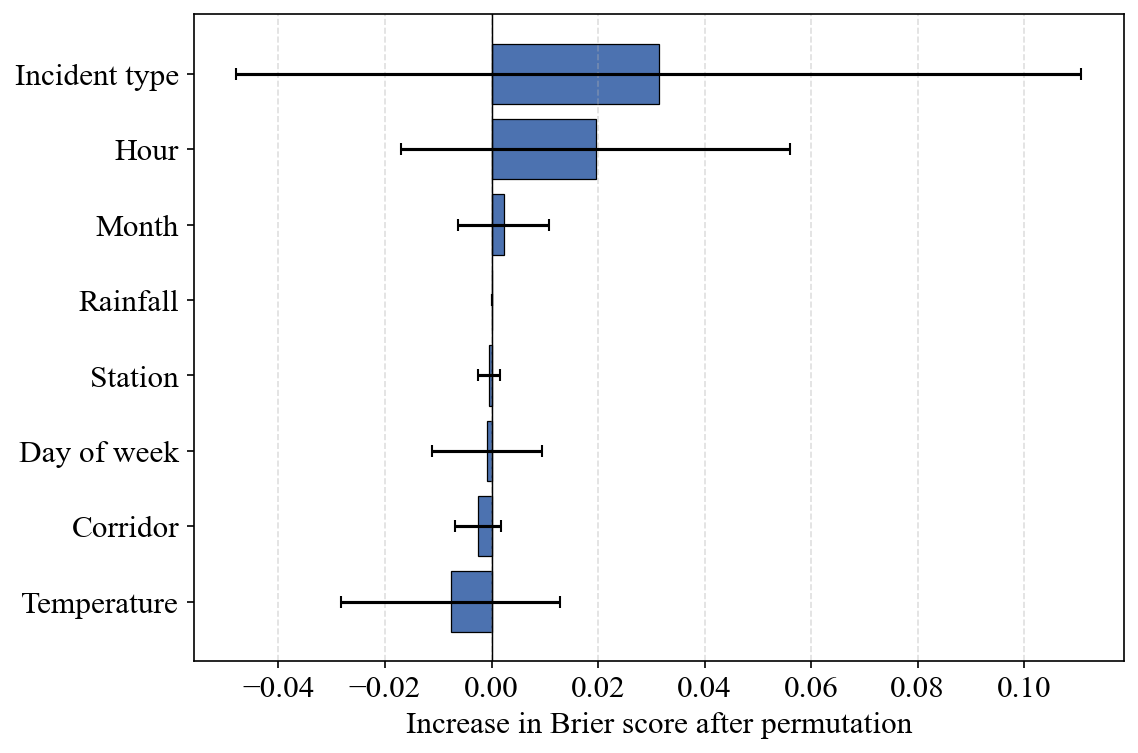 Incident type
Hour
Month
Rainfall
Station
Day of week
Corridor
Temperature
−0.04 −0.02 0.00 0.02 0.04 0.06 0.08 0.10
Increase in Brier score after permutation